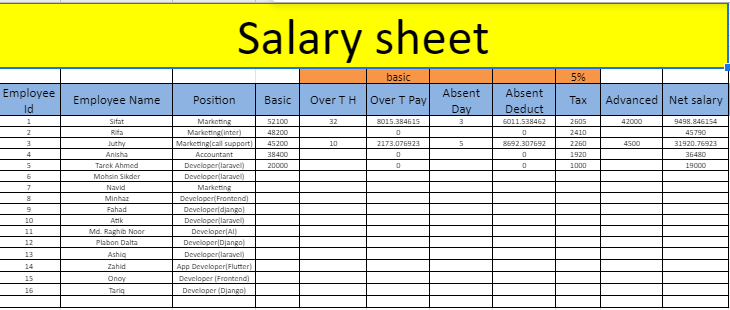 Salary sheet
basic 5%
Employee Id Employee Name Position Basic Over T H Over T Pay Absent Day Absent Deduct Tax Advanced Net salary
1 Sifat Marketing 52100 32 8015.384615 3 6011.538462 2605 42000 9498.846154
2 Rifa Marketing(inter) 48200 0 0 2410 45790
3 Juthy Marketing(call support) 45200 10 2173.076923 5 8692.307692 2260 4500 31920.76923
4 Anisha Accountant 38400 0 0 1920 36480
5 Tarek Ahmed Developer(laravel) 20000 0 0 1000 19000
6 Mohsin Sikder Developer(laravel)
7 Navid Marketing
8 Minhaz Developer(Frontend)
9 Fahad Developer(django)
10 Atik Developer(laravel)
11 Md. Raghib Noor Developer(AI)
12 Plabon Dalta Developer(Django)
13 Ashiq Developer(laravel)
14 Zahid App Developer(Flutter)
15 Onoy Developer (Frontend)
16 Tariq Developer (Django)